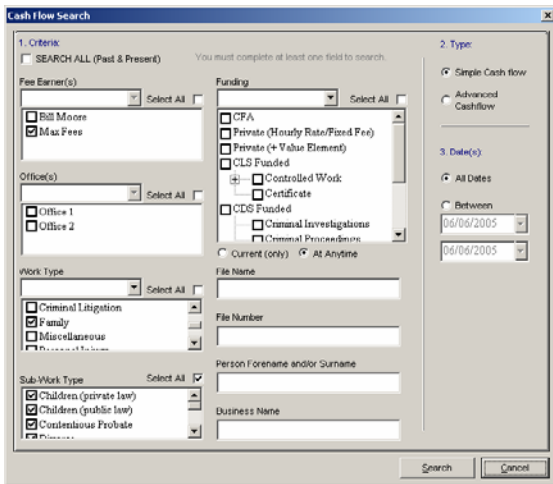 Cash Flow Search
1. Criteria:
SEARCH ALL (Past & Present)
You must complete at least one field to search.
Fee Earner(s)
Select All
Bill Moore
Max Fees
Office(s)
Select All
Office 1
Office 2
Work Type
Select All
Criminal Litigation
Family
Miscellaneous
Personal Injury
Sub-Work Type
Select All
Children (private law)
Children (public law)
Contentious Probate
Divorce
Funding
Select All
CFA
Private (Hourly Rate/Fixed Fee)
Private (+ Value Element)
CLS Funded
Controlled Work
Certificate
CDS Funded
Criminal Investigations
Criminal Proceedings
Current (only)
At Anytime
File Name
File Number
Person Forename and/or Surname
Business Name
2. Type:
Simple Cash flow
Advanced
Cashflow
3. Date(s):
All Dates
Between
06/06/2005
06/06/2005
Search
Cancel